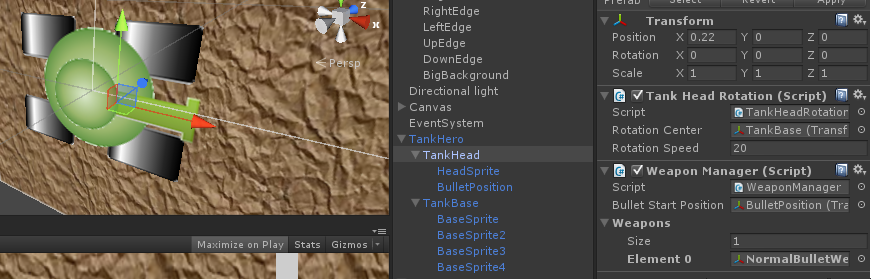 Prefab
Select
Revert
Apply
Transform
Position X 0.22 Y 0 Z 0
Rotation X 0 Y 0 Z 0
Scale X 1 Y 1 Z 1
Tank Head Rotation (Script)
Script TankHeadRotation
Rotation Center TankBase (Transf
Rotation Speed 20
Weapon Manager (Script)
Script WeaponManager
Bullet Start Position BulletPosition (Tra
Weapons
Size 1
Element 0 NormalBulletWe
RightEdge
LeftEdge
UpEdge
DownEdge
BigBackground
Directional light
Canvas
EventSystem
TankHero
TankHead
HeadSprite
BulletPosition
TankBase
BaseSprite
BaseSprite2
BaseSprite3
BaseSprite4
z
x
Persp
Maximize on Play Stats Gizmos